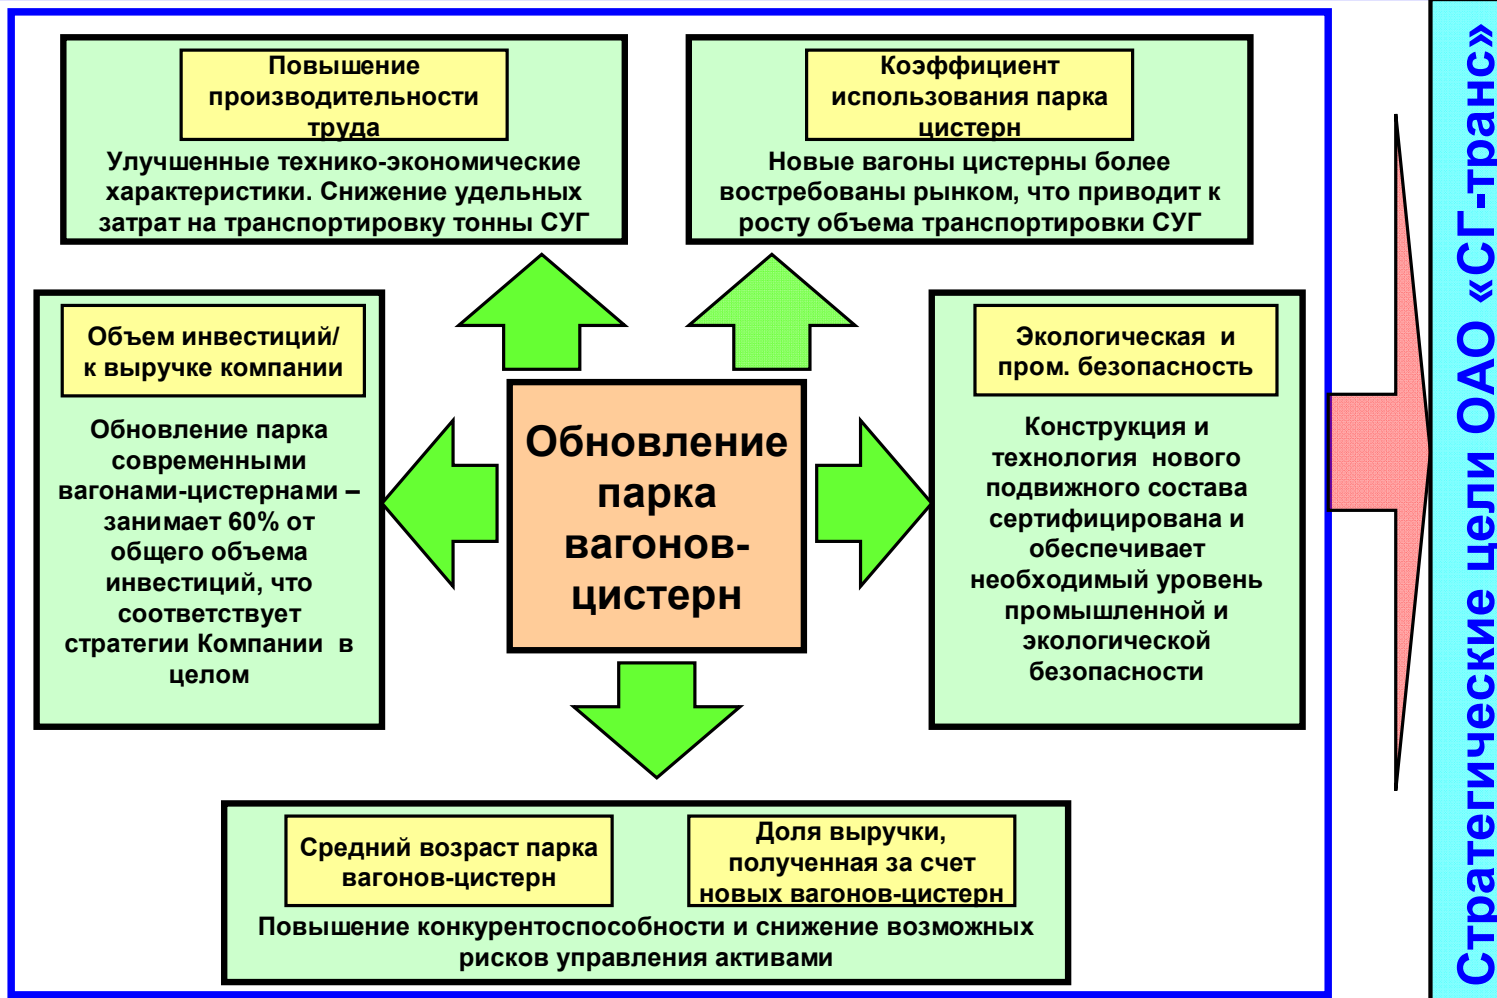 Повышение
производительности
труда
Улучшенные технико-экономические
характеристики. Снижение удельных
затрат на транспортировку тонны СУГ
Коэффициент
использования парка
цистерн
Новые вагоны цистерны более
востребованы рынком, что приводит к
росту объема транспортировки СУГ
Объем инвестиций/
к выручке компании
Обновление парка
современными
вагонами-цистернами –
занимает 60% от
общего объема
инвестиций, что
соответствует
стратегии Компании в
целом
Обновление
парка
вагонов-
цистерн
Экологическая и
пром. безопасность
Конструкция и
технология нового
подвижного состава
сертифицирована и
обеспечивает
необходимый уровень
промышленной и
экологической
безопасности
Средний возраст парка
вагонов-цистерн
Доля выручки,
полученная за счет
новых вагонов-цистерн
Повышение конкурентоспособности и снижение возможных
рисков управления активами
Стратегические цели ОАО «СГ-транс»